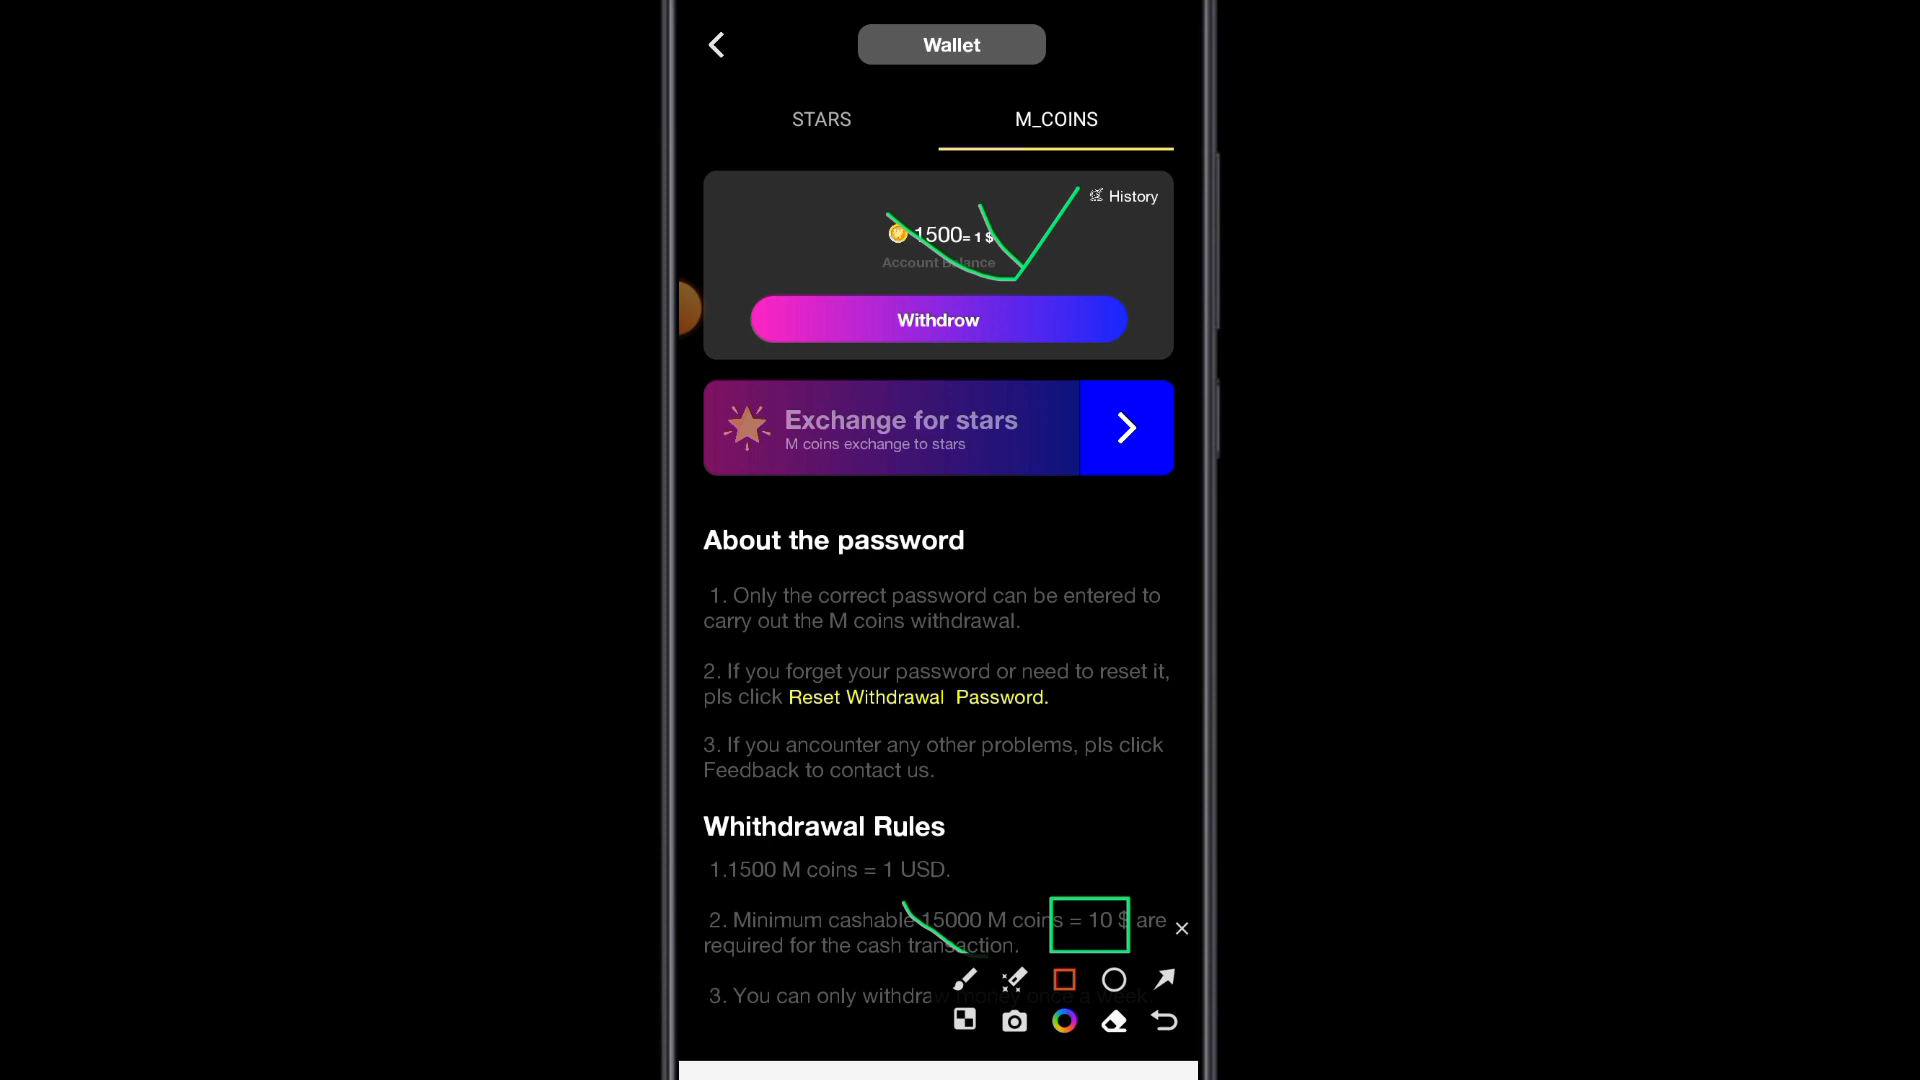 Wallet
STARS
M_COINS
History
1500= 1 $
Account Balance
Withdrow
Exchange for stars
M coins exchange to stars
About the password
1. Only the correct password can be entered to
carry out the M coins withdrawal.
2. If you forget your password or need to reset it,
pls click Reset Withdrawal Password.
3. If you ancounter any other problems, pls click
Feedback to contact us.
Whithdrawal Rules
1.1500 M coins = 1 USD.
2. Minimum cashable 15000 M coins = 10 $ are
required for the cash transaction.
3. You can only withdraw money once a week.